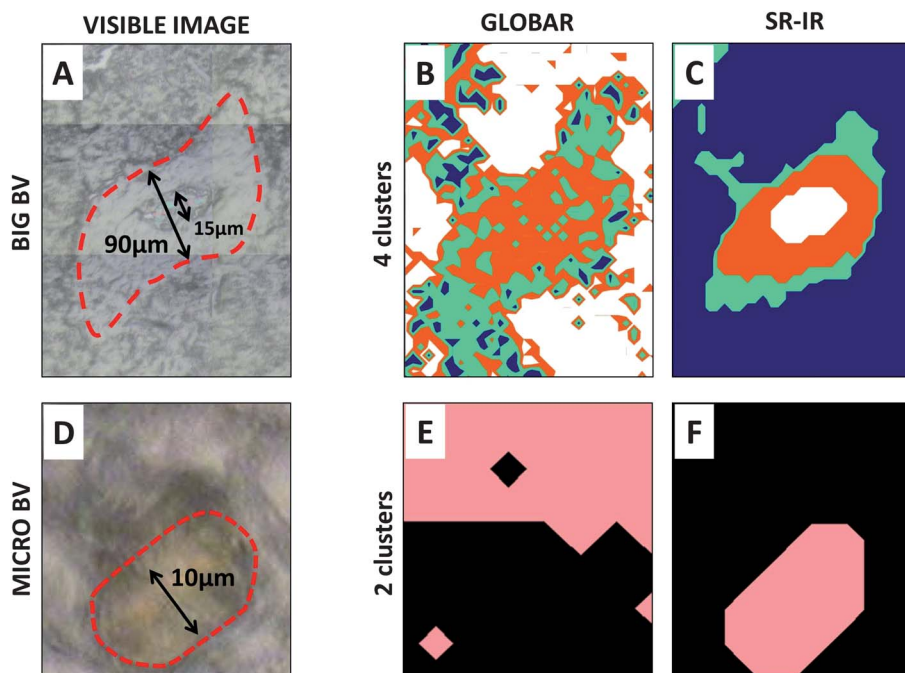 VISIBLE IMAGE
GLOBAR
SR-IR
BIG BV
A
90µm
15µm
4 clusters
B
C
MICRO BV
D
10µm
2 clusters
E
F